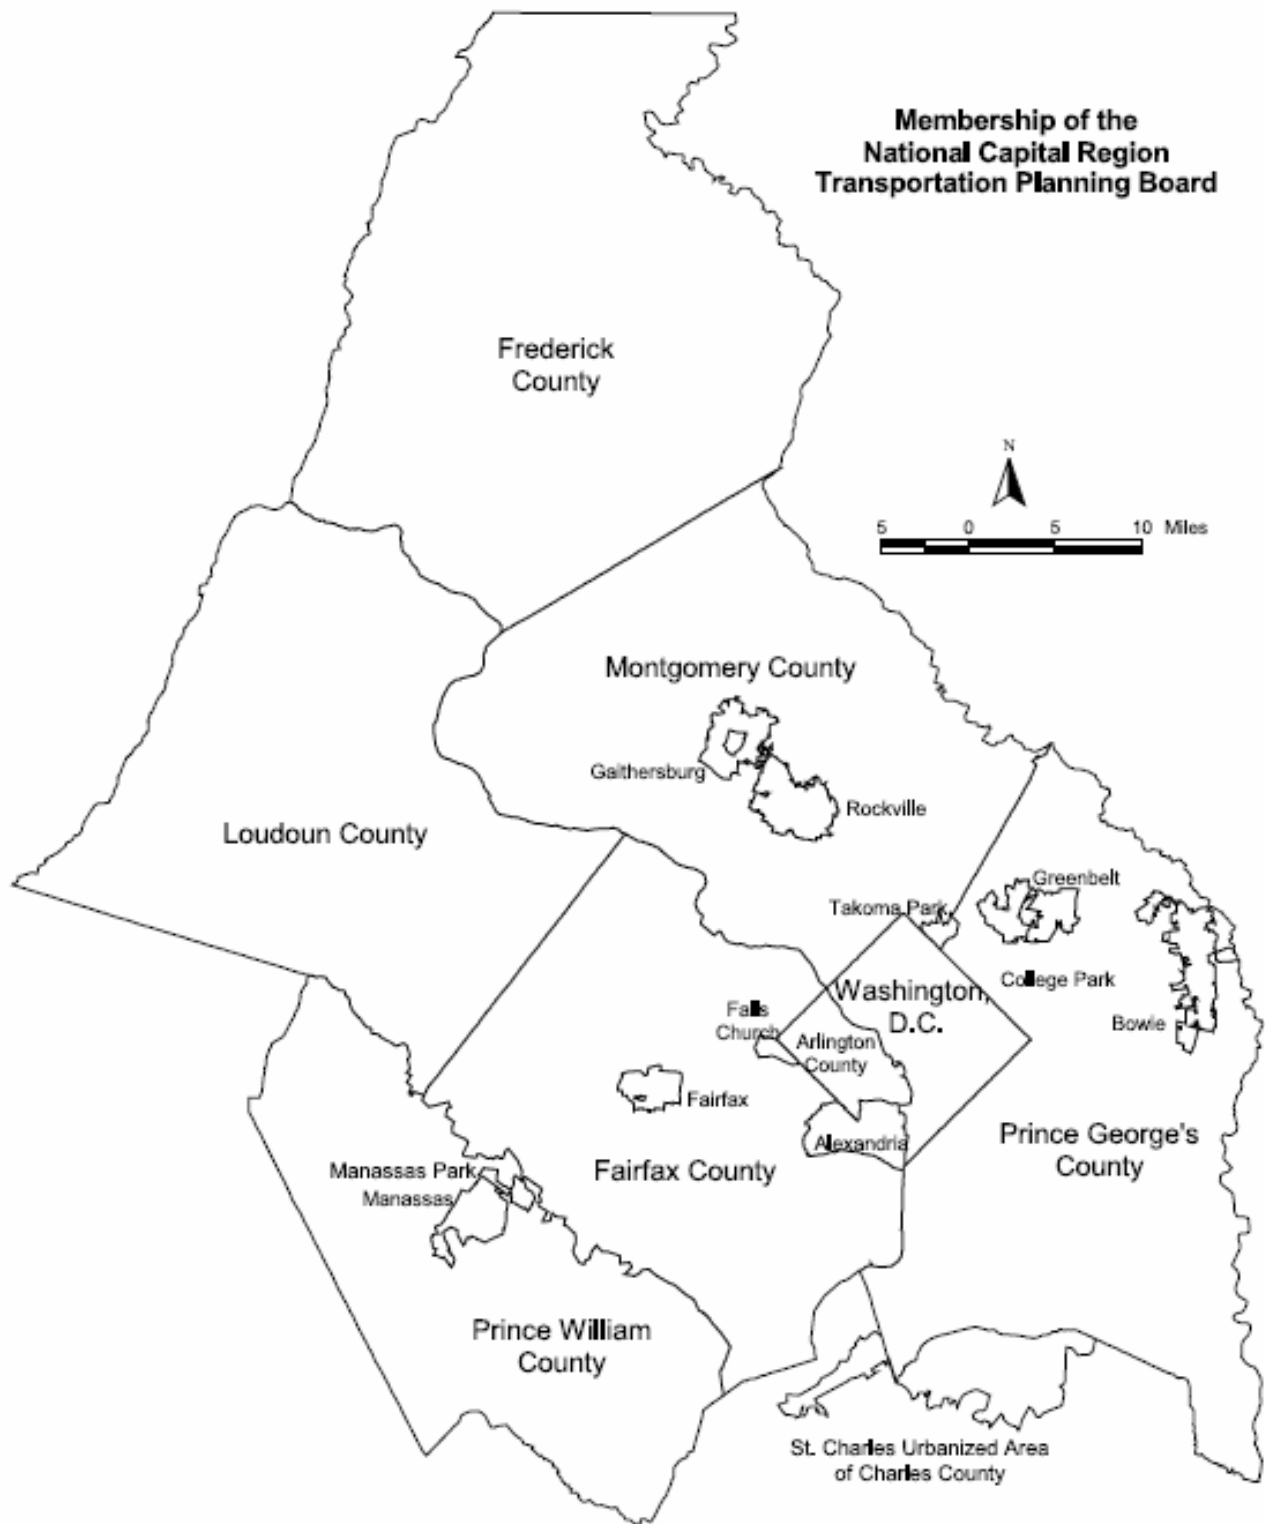 Membership of the
National Capital Region
Transportation Planning Board
Frederick
County
N
5 0 5 10 Miles
Montgomery County
Gaithersburg
Rockville
Loudoun County
Greenbelt
Takoma Park
College Park
Washington,
D.C.
Falls
Church
Bowie
Arlington
County
Fairfax
Alexandria
Prince George's
County
Fairfax County
Manassas Park
Manassas
Prince William
County
St. Charles Urbanized Area
of Charles County